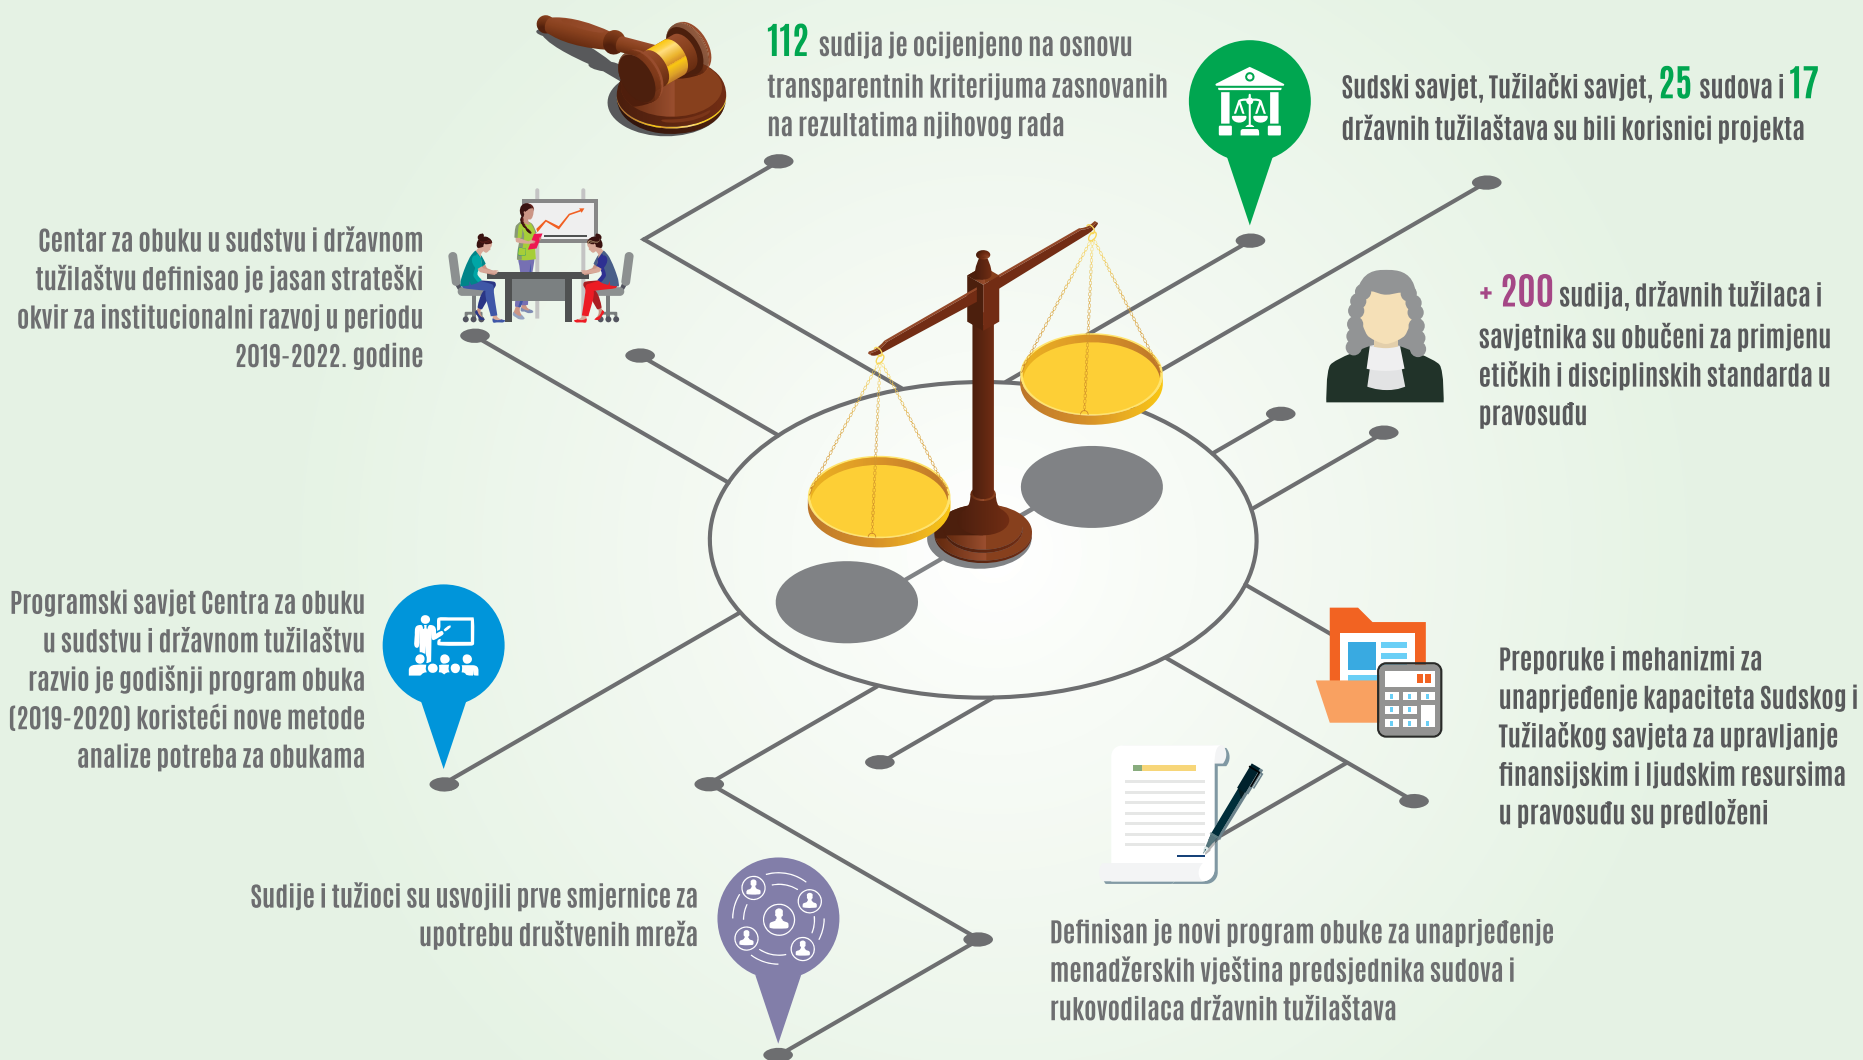 112 sudija je ocijenjeno na osnovu
transparentnih kriterijuma zasnovanih
na rezultatima njihovog rada
Sudski savjet, Tužilački savjet, 25 sudova i 17
državnih tužilaštava su bili korisnici projekta
Centar za obuku u sudstvu i državnom
tužilaštvu definisao je jasan strateški
okvir za institucionalni razvoj u periodu
2019-2022. godine
+ 200 sudija, državnih tužilaca i
savjetnika su obučeni za primjenu
etičkih i disciplinskih standarda u
pravosuđu
Programski savjet Centra za obuku
u sudstvu i državnom tužilaštvu
razvio je godišnji program obuka
(2019-2020) koristeći nove metode
analize potreba za obukama
Preporuke i mehanizmi za
unaprjeđenje kapaciteta Sudskog i
Tužilačkog savjeta za upravljanje
finansijskim i ljudskim resursima
u pravosuđu su predloženi
Sudije i tužioci su usvojili prve smjernice za
upotrebu društvenih mreža
Definisan je novi program obuke za unaprjeđenje
menadžerskih vještina predsjednika sudova i
rukovodilaca državnih tužilaštava